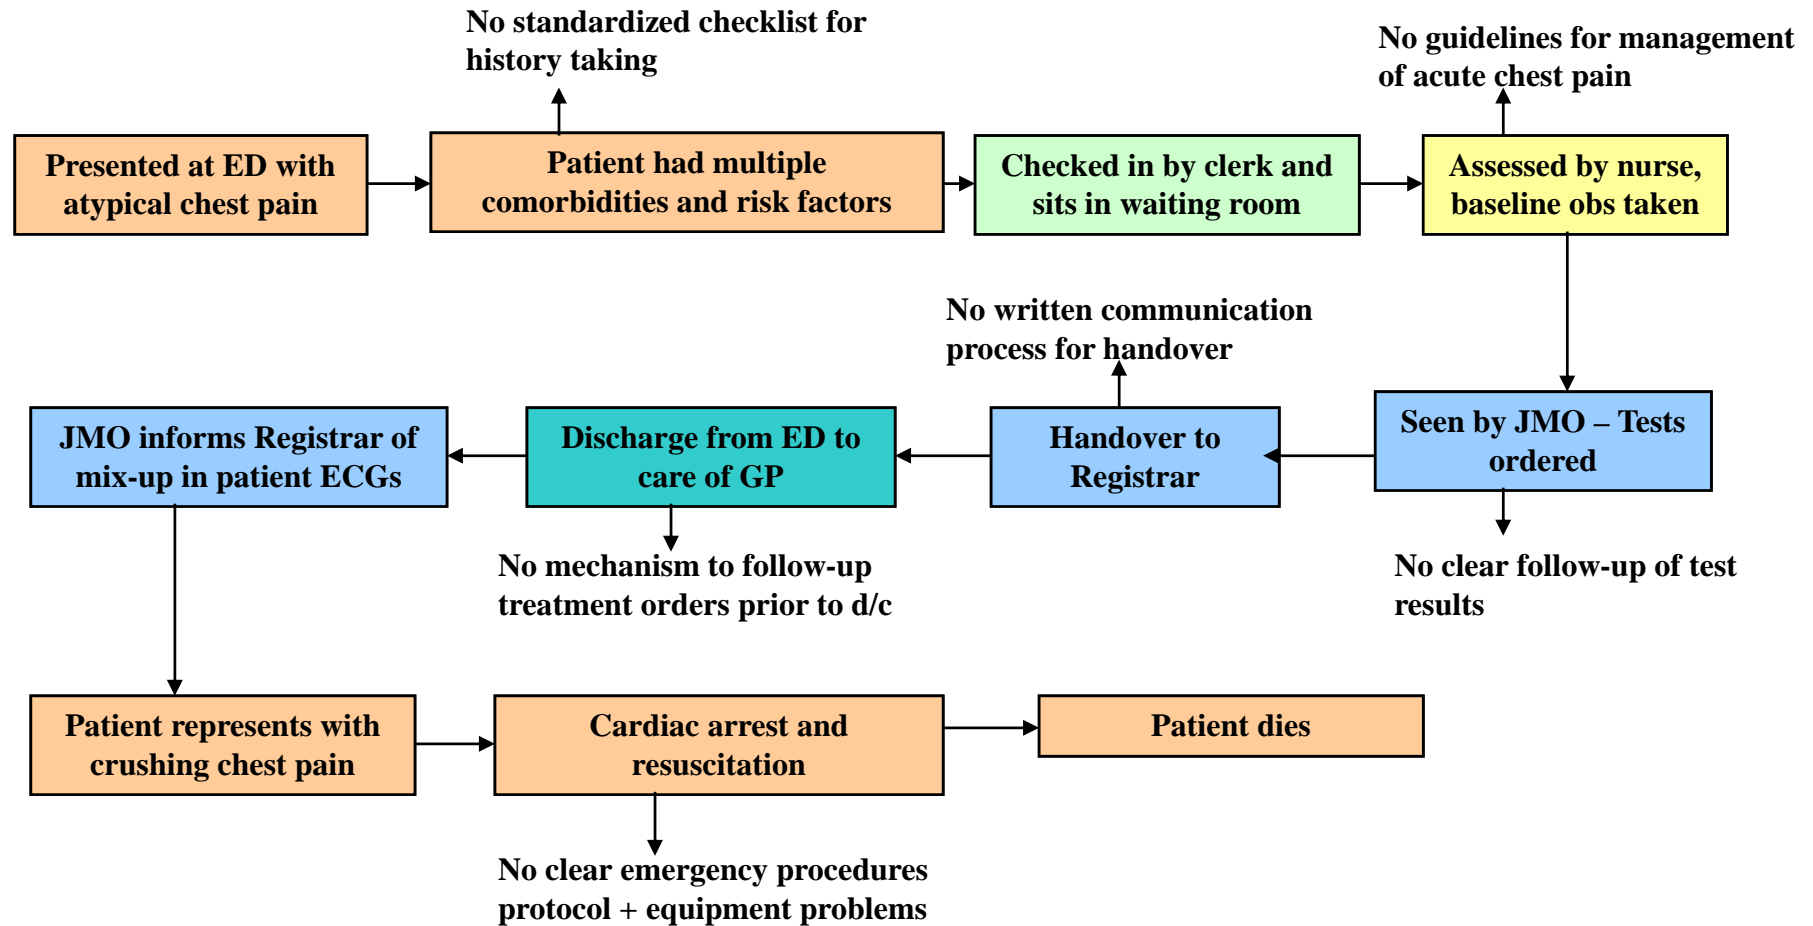 No standardized checklist for
history taking
No guidelines for management
of acute chest pain
Presented at ED with
atypical chest pain
Patient had multiple
comorbidities and risk factors
Checked in by clerk and
sits in waiting room
Assessed by nurse,
baseline obs taken
No written communication
process for handover
JMO informs Registrar of
mix-up in patient ECGs
Discharge from ED to
care of GP
Handover to
Registrar
Seen by JMO – Tests
ordered
No mechanism to follow-up
treatment orders prior to d/c
No clear follow-up of test
results
Patient represents with
crushing chest pain
Cardiac arrest and
resuscitation
Patient dies
No clear emergency procedures
protocol + equipment problems